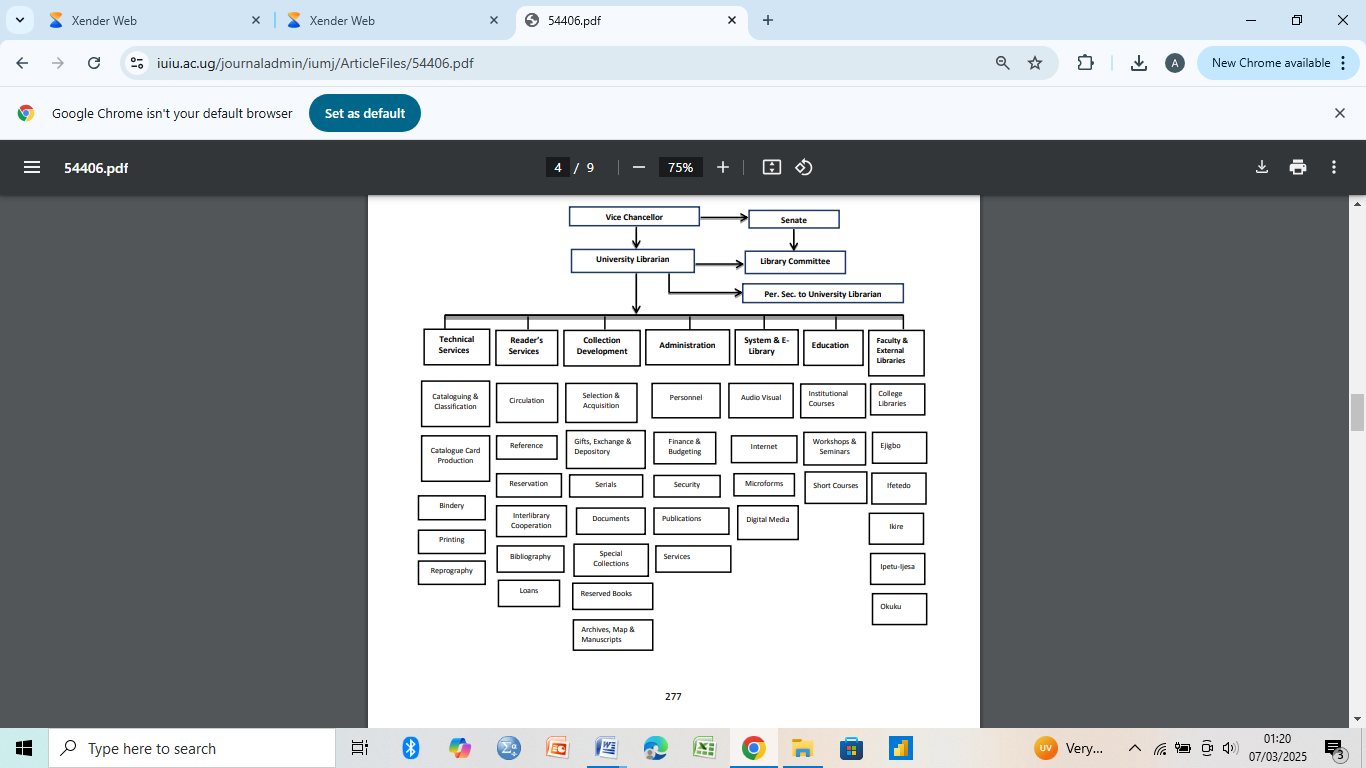 Xender Web
Xender Web
54406.pdf
iuiu.ac.ug/journaladmin/iumj/ArticleFiles/54406.pdf
A
New Chrome available
Google Chrome isn't your default browser
Set as default
54406.pdf
4 / 9
75%
Vice Chancellor
Senate
University Librarian
Library Committee
Per. Sec. to University Librarian
Technical
Services
Reader's
Services
Collection
Development
Administration
System & E-
Library
Education
Faculty &
External
Libraries
Cataloguing &
Classification
Circulation
Selection &
Acquisition
Personnel
Audio Visual
Institutional
Courses
College
Libraries
Catalogue Card
Production
Reference
Gifts, Exchange &
Depository
Finance &
Budgeting
Internet
Workshops &
Seminars
Ejigbo
Bindery
Reservation
Serials
Security
Microforms
Short Courses
Ifetedo
Printing
Interlibrary
Cooperation
Documents
Publications
Digital Media
Ikire
Reprography
Bibliography
Special
Collections
Services
Ipetu-Ijesa
Loans
Reserved Books
Okuku
Archives, Map &
Manuscripts
277
Type here to search
UV
Very...
01:20
07/03/2025
3